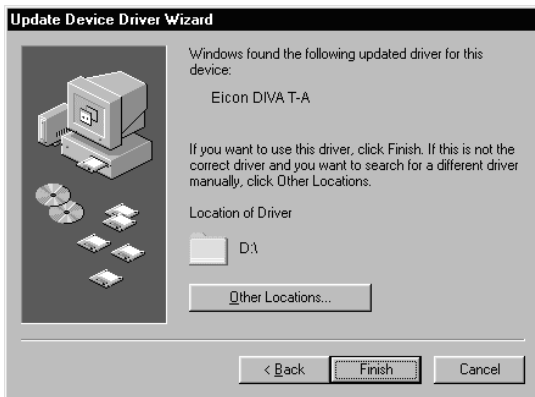 Update Device Driver Wizard
Windows found the following updated driver for this
device:
Eicon DIVA T-A
If you want to use this driver, click Finish. If this is not the
correct driver and you want to search for a different driver
manually, click Other Locations.
Location of Driver
D:\
Other Locations...
< Back
Finish
Cancel